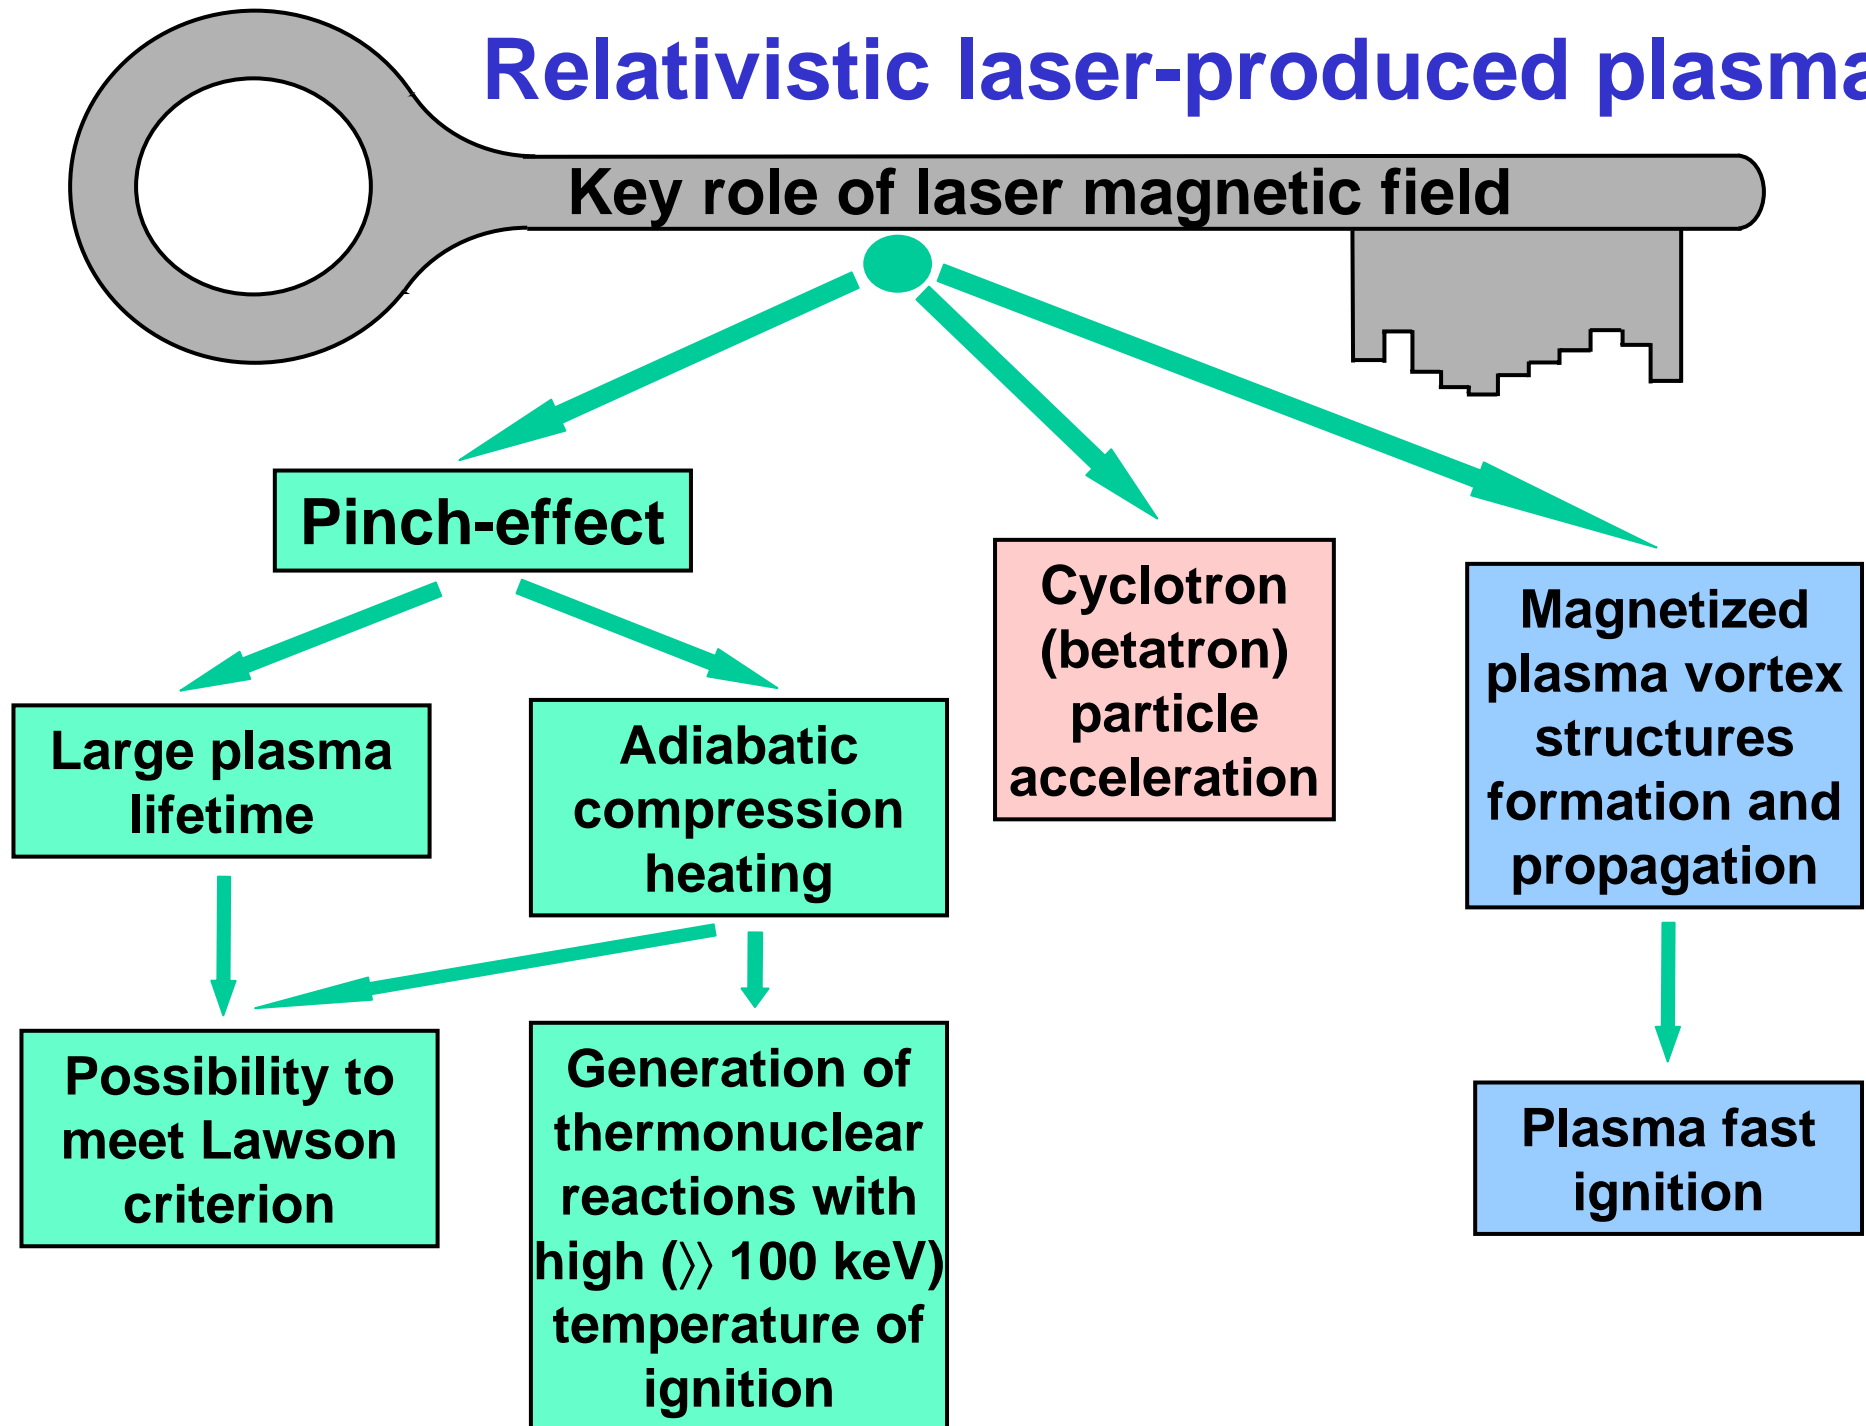 Relativistic laser-produced plasma
Key role of laser magnetic field
Pinch-effect
Cyclotron
(betatron)
particle
acceleration
Magnetized
plasma vortex
structures
formation and
propagation
Large plasma
lifetime
Adiabatic
compression
heating
Possibility to
meet Lawson
criterion
Generation of
thermonuclear
reactions with
high (⟩⟩ 100 keV)
temperature of
ignition
Plasma fast
ignition